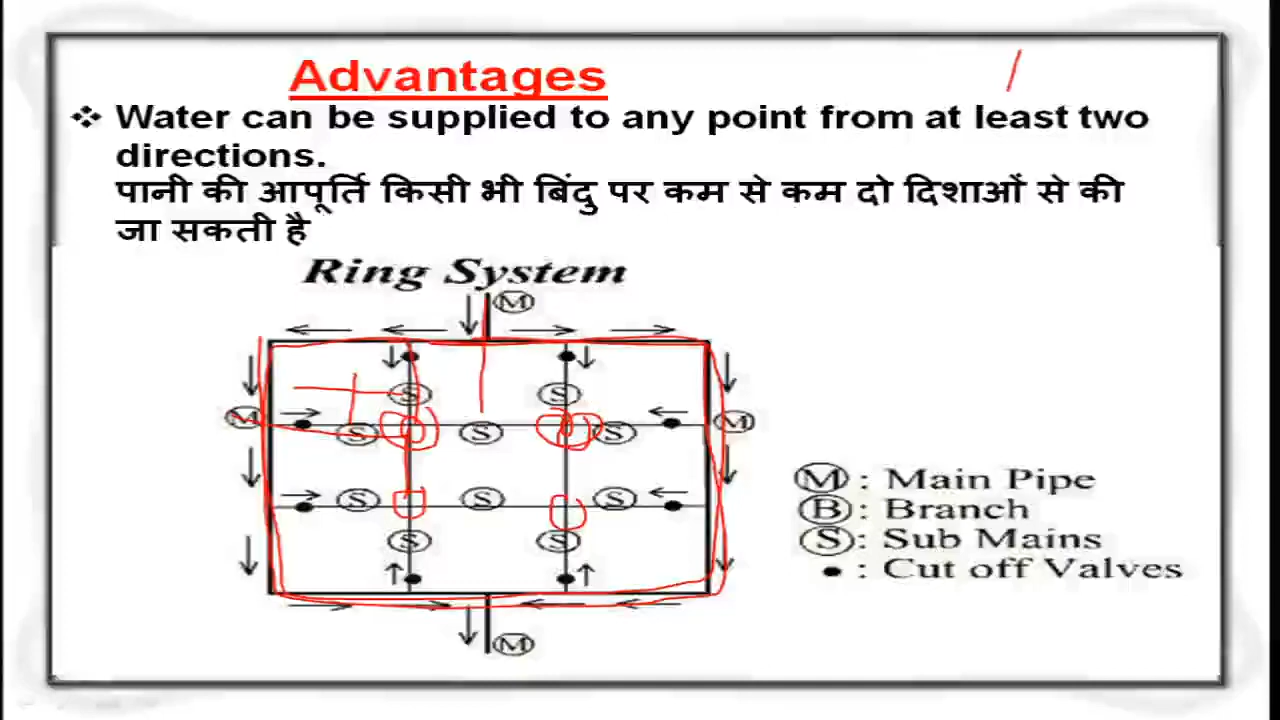 Advantages
❖ Water can be supplied to any point from at least two
directions.
पानी की आपूर्ति किसी भी बिंदु पर कम से कम दो दिशाओं से की
जा सकती है
Ring System
M
S S
M S S S M
S S S
S S
M
M : Main Pipe
B : Branch
S : Sub Mains
• : Cut off Valves